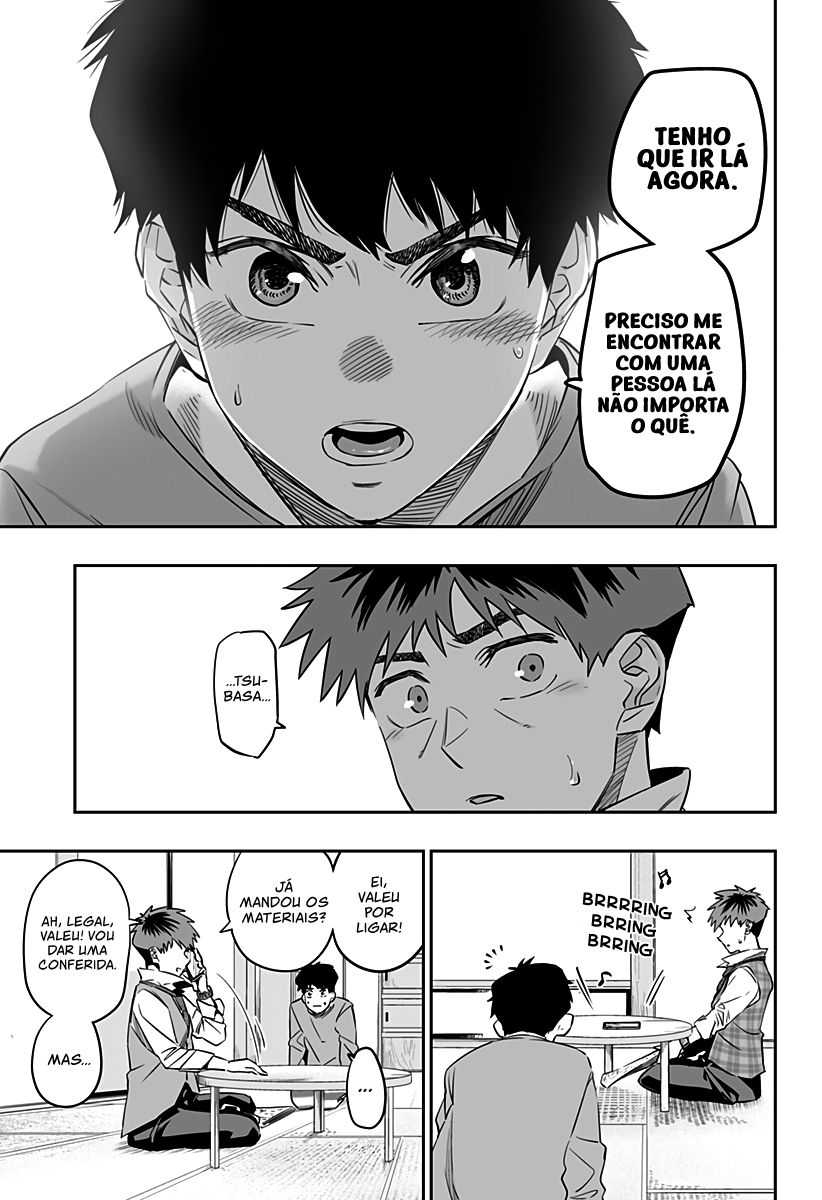 TENHO
QUE IR LÁ
AGORA.
PRECISO ME
ENCONTRAR
COM UMA
PESSOA LÁ
NÃO IMPORTA
O QUÊ.
...TSU-
BASA...
BRRRRING
BRRING
BRRING
EI,
VALEU
POR
LIGAR!
JÁ
MANDOU OS
MATERIAIS?
...
AH, LEGAL,
VALEU! VOU
DAR UMA
CONFERIDA.
MAS...